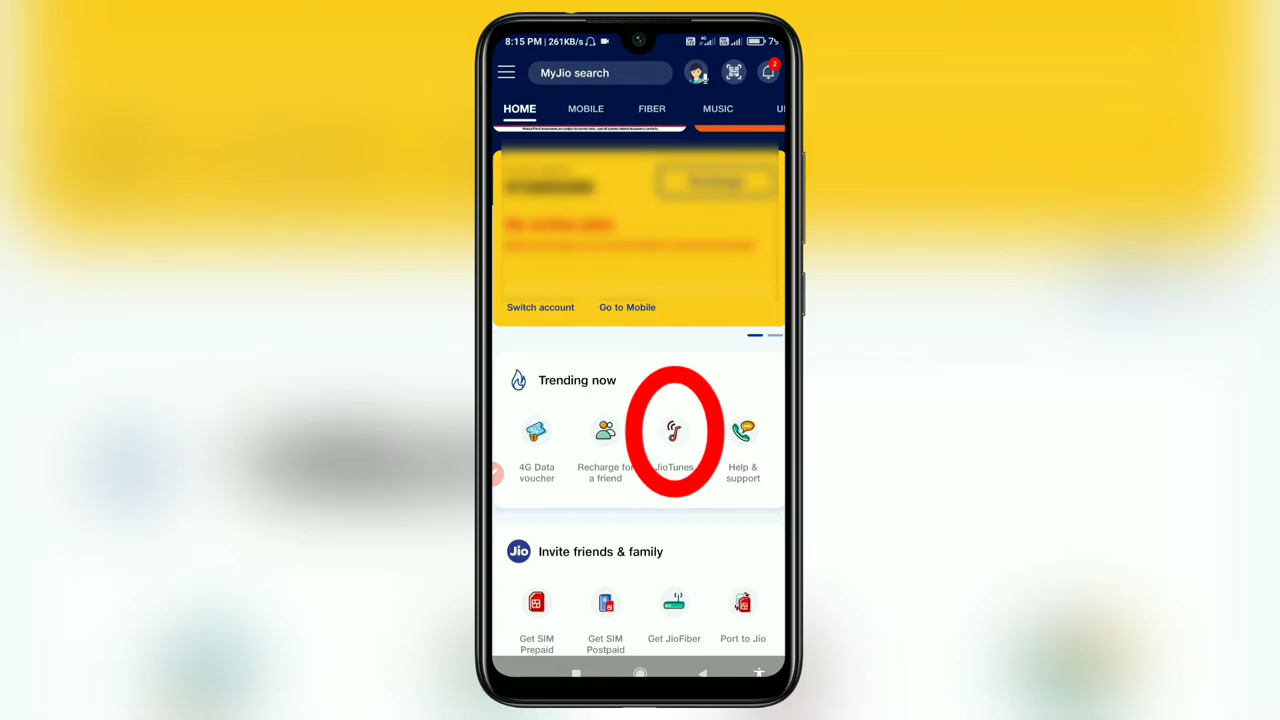 8:15 PM | 261KB/s
MyJio search
2
HOME MOBILE FIBER MUSIC
Switch account Go to Mobile
Trending now
4G Data voucher
Recharge for a friend
JioTunes
Help & support
Jio Invite friends & family
Get SIM Prepaid
Get SIM Postpaid
Get JioFiber
Port to Jio